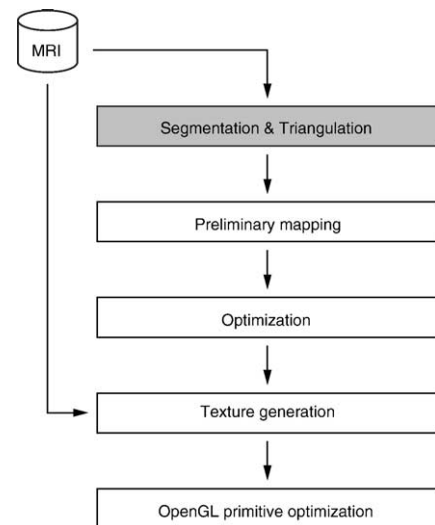 MRI
Segmentation & Triangulation
Preliminary mapping
Optimization
Texture generation
OpenGL primitive optimization